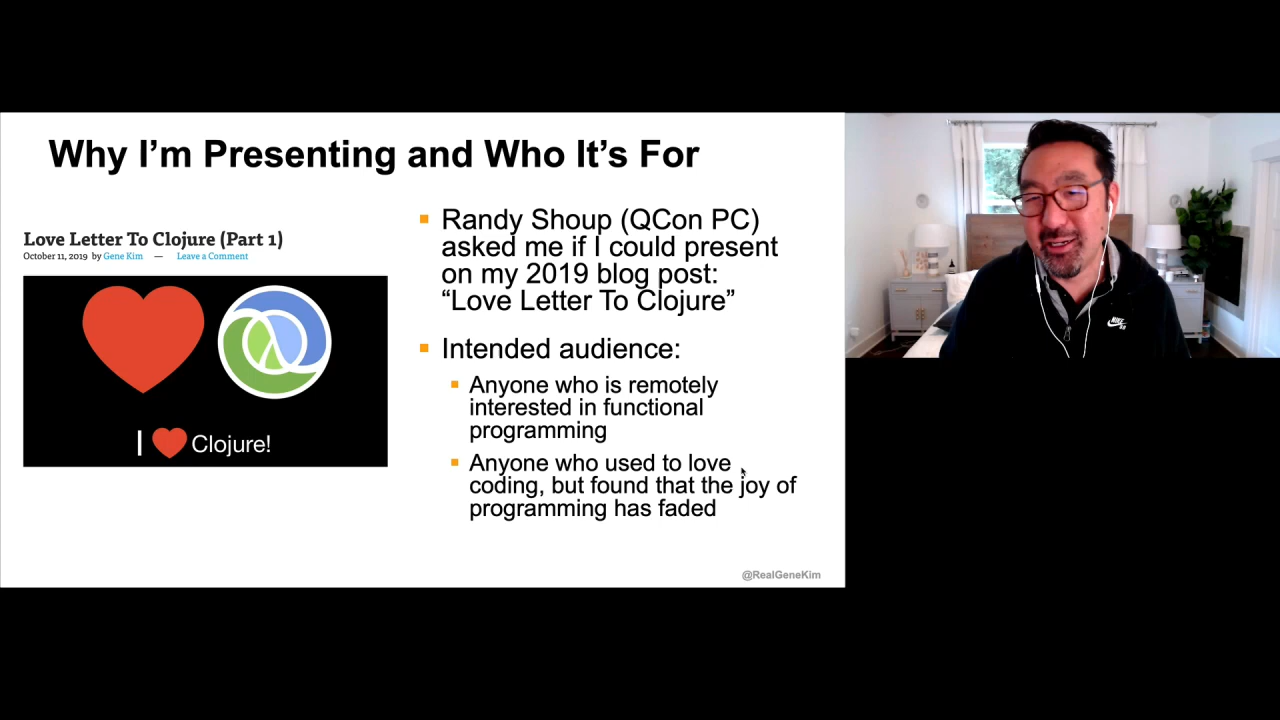 Why I’m Presenting and Who It’s For
Love Letter To Clojure (Part 1)
October 11, 2019 by Gene Kim — Leave a Comment
I ❤ Clojure!
Randy Shoup (QCon PC)
asked me if I could present
on my 2019 blog post:
“Love Letter To Clojure”
Intended audience:
Anyone who is remotely
interested in functional
programming
Anyone who used to love
coding, but found that the joy of
programming has faded
@RealGeneKim